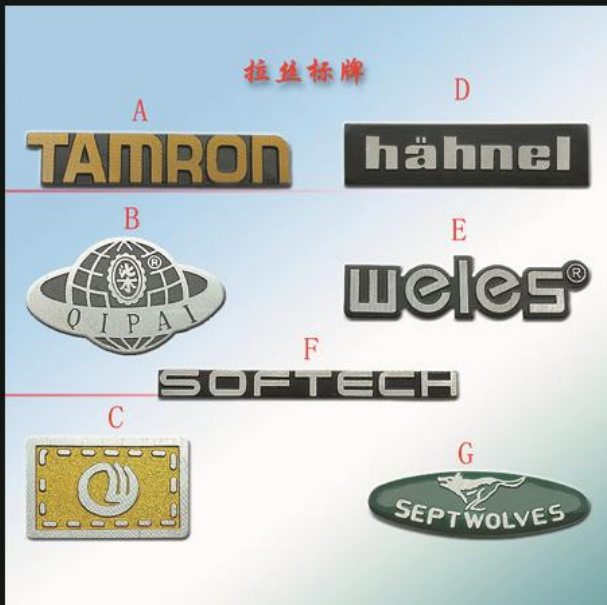 拉丝标牌
A
TAMRON
D
hähnel
B
®
QIPAI
E
weles®
F
SOFTECH
C
G
SEPTWOLVES